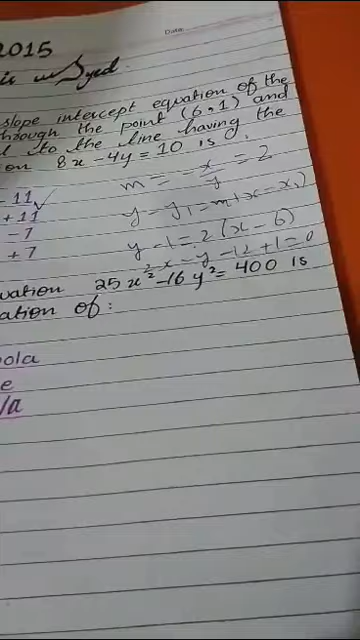 Date:
2015
is w Syed
slope intercept equation of the
through the point (6,1) and
l to the line having the
on 8x - 4y = 10 is
m = -x/y = 2
- 11
+ 11
- 7
+ 7
y - y1 = m(x - x1)
y - 1 = 2(x - 6)
2x - y - 12 + 1 = 0
uation 25x² - 16y² = 400 is
ation of :
ola
e
la